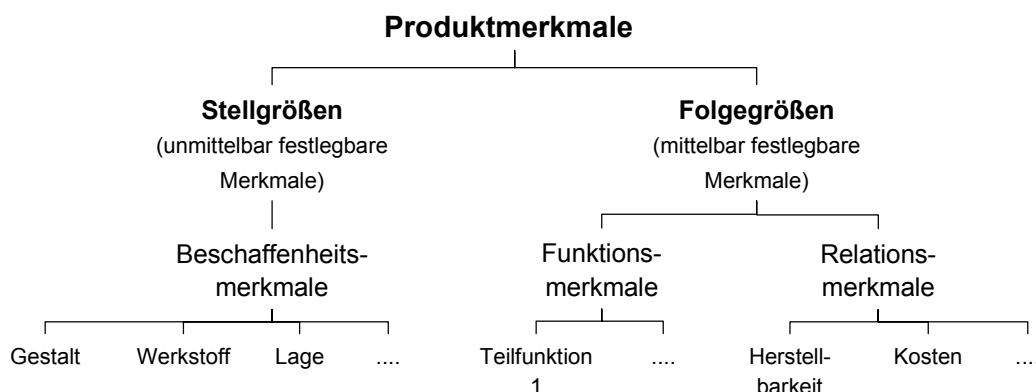 Produktmerkmale
Stellgrößen
Folgegrößen
(unmittelbar festlegbare
Merkmale)
(mittelbar festlegbare
Merkmale)
Beschaffenheits-
merkmale
Funktions-
merkmale
Relations-
merkmale
Gestalt
Werkstoff
Lage
....
Teilfunktion
1
....
Herstell-
barkeit
Kosten
...